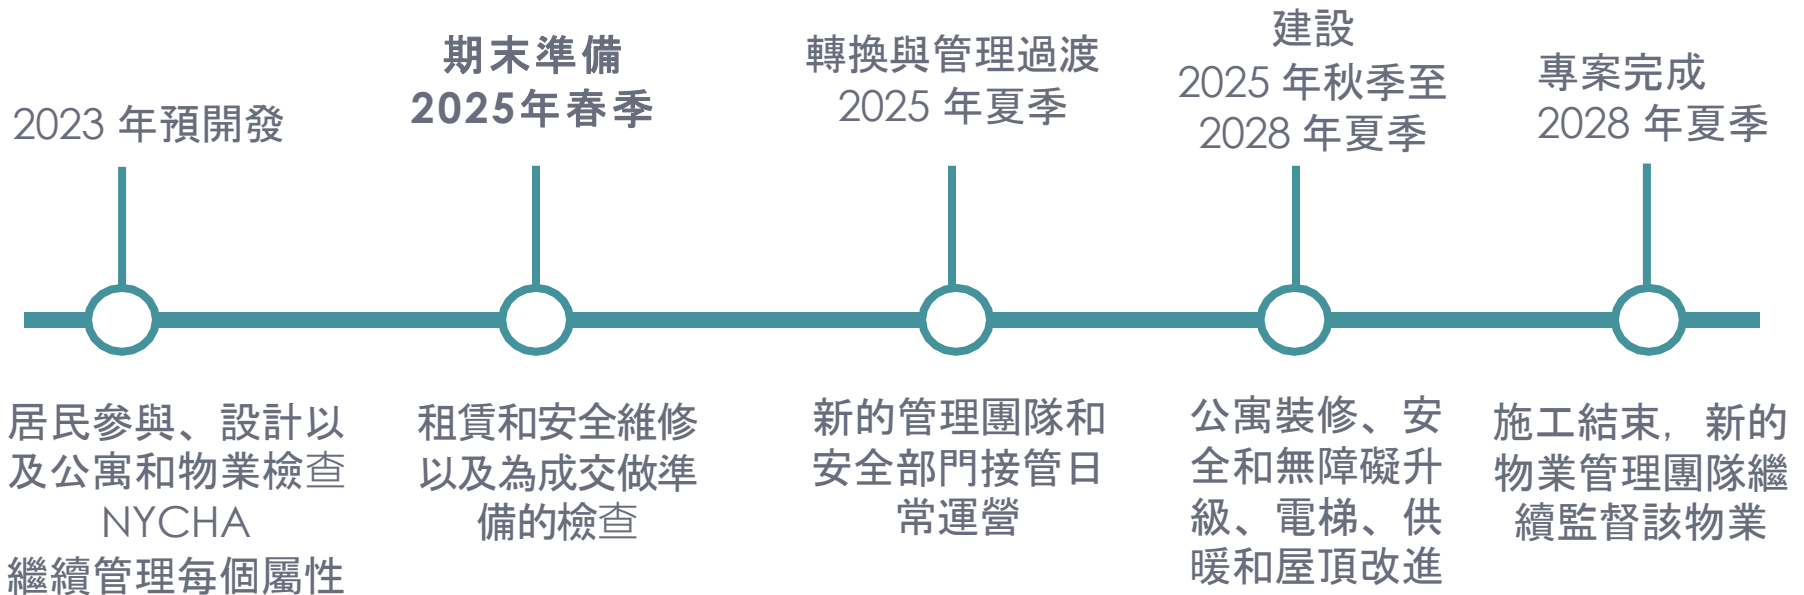 2023 年預開發
期末準備
2025年春季
轉換與管理過渡
2025 年夏季
建設
2025 年秋季至
2028 年夏季
專案完成
2028 年夏季
居民參與、設計以
及公寓和物業檢查
NYCHA
繼續管理每個屬性
租賃和安全維修
以及為成交做準
備的檢查
新的管理團隊和
安全部門接管日
常運營
公寓裝修、安
全和無障礙升
級、電梯、供
暖和屋頂改進
施工結束，新的
物業管理團隊繼
續監督該物業